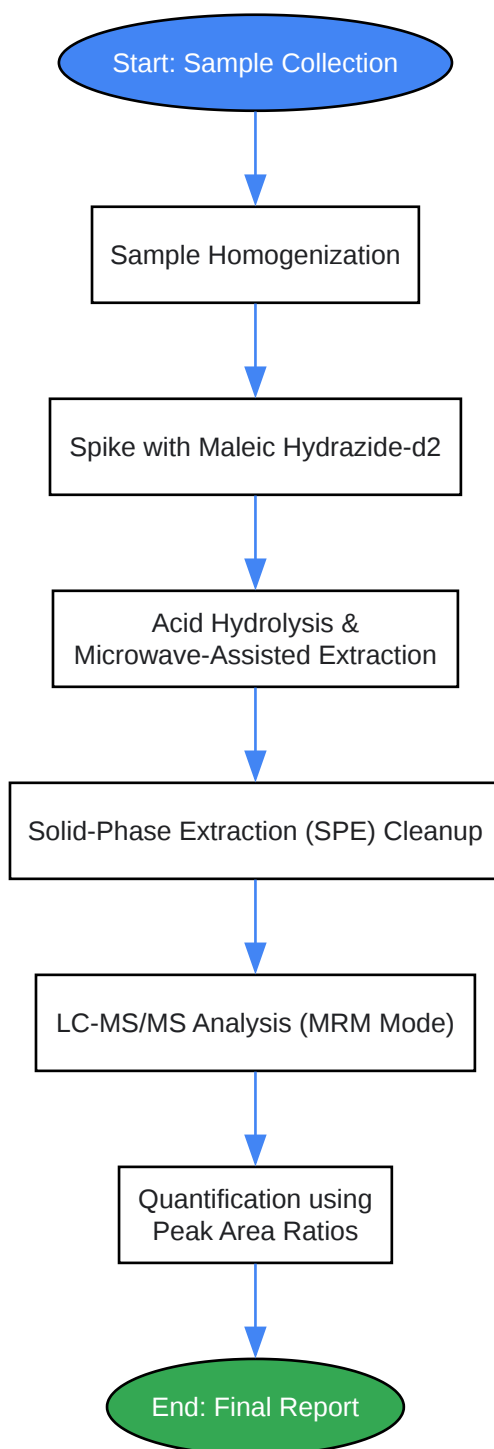 Start: Sample Collection
Sample Homogenization
Spike with Maleic Hydrazide-d2
Acid Hydrolysis &
Microwave-Assisted Extraction
Solid-Phase Extraction (SPE) Cleanup
LC-MS/MS Analysis (MRM Mode)
Quantification using
Peak Area Ratios
End: Final Report